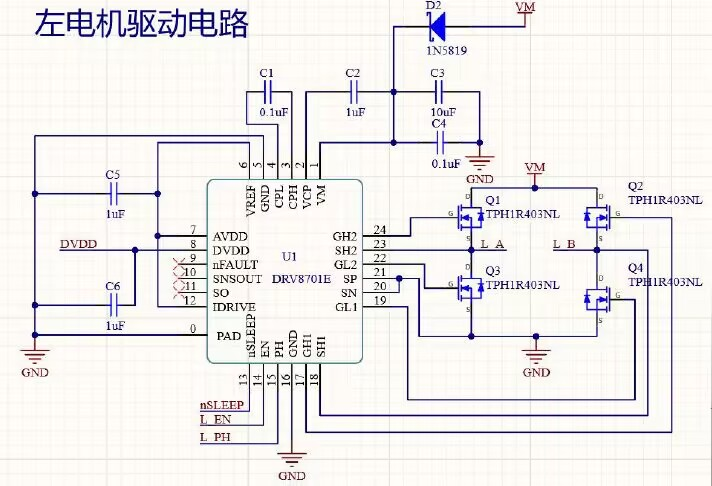 左电机驱动电路
D2
VM
1N5819
C1
0.1uF
C2
1uF
C3
10uF
C4
0.1uF
GND
6 5 4 3 2 1
VREF
GND
CPL
CPH
VCP
VM
C5
1uF
DVDD
C6
1uF
GND
7 AVDD
8 DVDD
9 nFAULT
10 SNSOUT
11 SO
12 IDRIVE
0 PAD
U1
DRV8701E
GH2 24
SH2 23
GL2 22
SP 21
SN 20
GL1 19
nSLEEP
EN
PH
GND
GH1
SH1
13 14 15 16 17 18
nSLEEP
L_EN
L_PH
GND
VM
Q1
TPH1R403NL
Q2
TPH1R403NL
L_A
L_B
Q3
TPH1R403NL
Q4
TPH1R403NL
D
G
S
D
G
S
D
G
S
D
G
S
GND